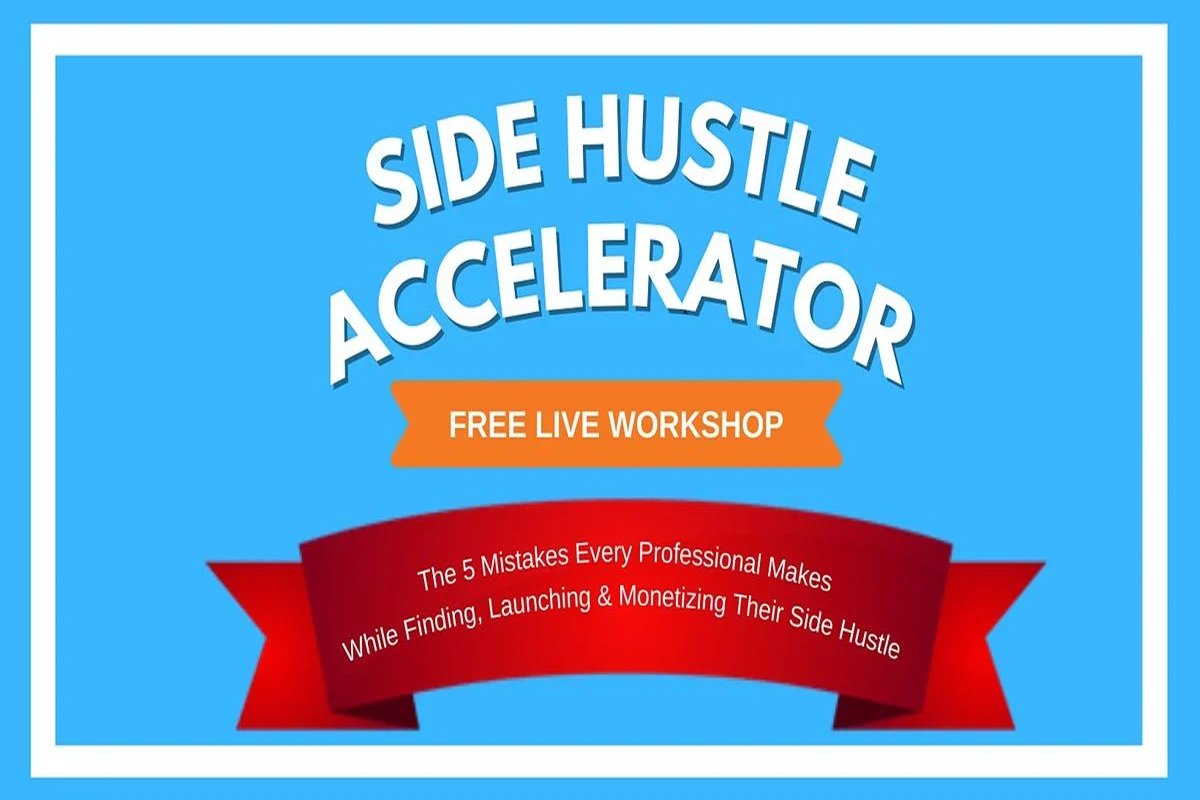 SIDE HUSTLE
ACCELERATOR
FREE LIVE WORKSHOP
The 5 Mistakes Every Professional Makes
While Finding, Launching & Monetizing Their Side Hustle